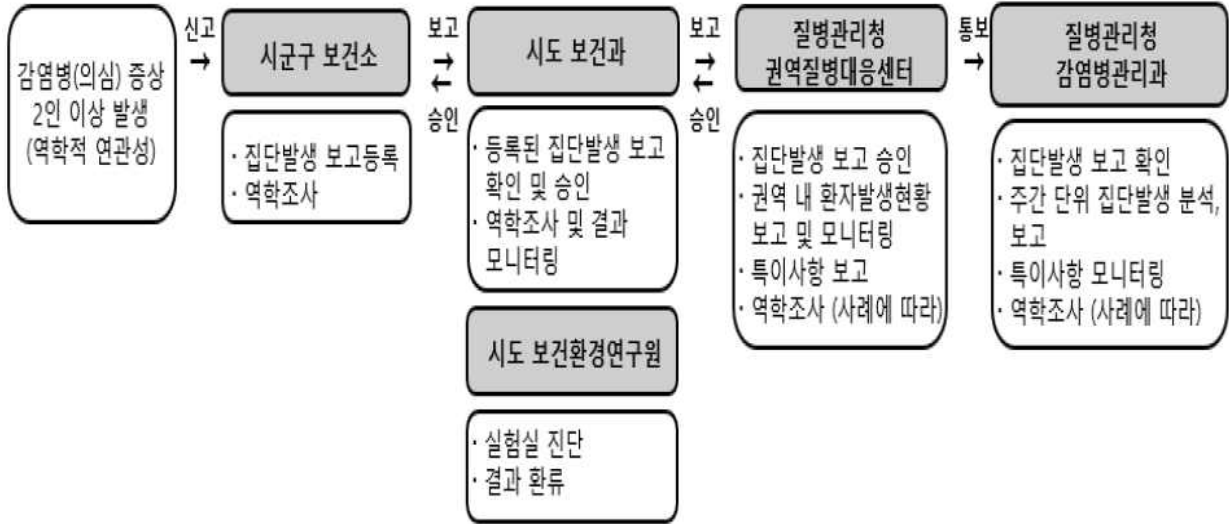 감염병(의심) 증상
2인 이상 발생
(역학적 연관성)
신고
→
시군구 보건소
· 집단발생 보고등록
· 역학조사
보고
→
←
승인
시도 보건과
· 등록된 집단발생 보고
확인 및 승인
· 역학조사 및 결과
모니터링
시도 보건환경연구원
· 실험실 진단
· 결과 환류
보고
→
←
승인
질병관리청
권역질병대응센터
· 집단발생 보고 승인
· 권역 내 환자발생현황
보고 및 모니터링
· 특이사항 보고
· 역학조사 (사례에 따라)
통보
→
질병관리청
감염병관리과
· 집단발생 보고 확인
· 주간 단위 집단발생 분석,
보고
· 특이사항 모니터링
· 역학조사 (사례에 따라)